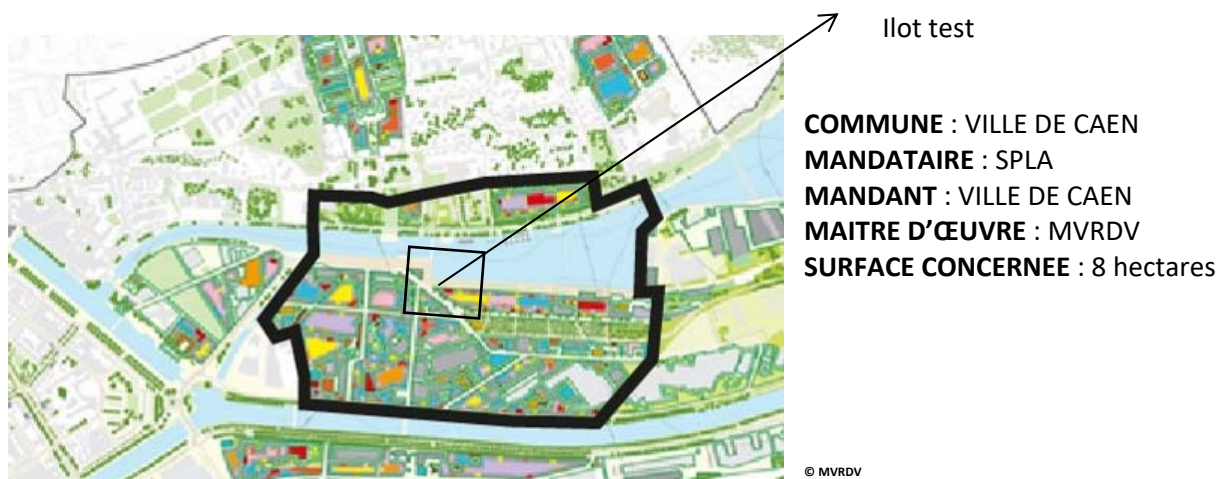 Ilot test
COMMUNE : VILLE DE CAEN
MANDATAIRE : SPLA
MANDANT : VILLE DE CAEN
MAITRE D'ŒUVRE : MVRDV
SURFACE CONCERNEE : 8 hectares
© MVRDV